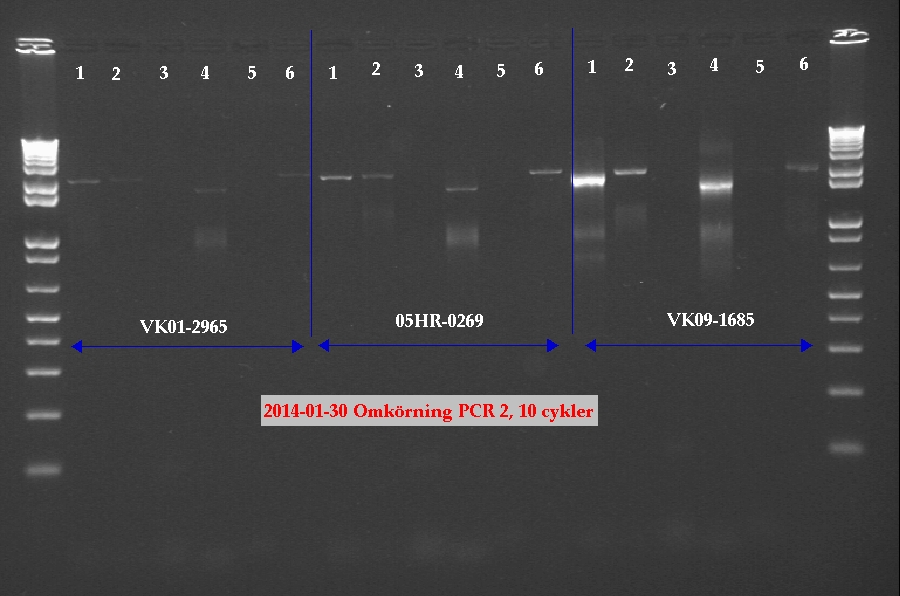 1 2 3 4 5 6 1 2 3 4 5 6 1 2 3 4 5 6
VK01-2965 05HR-0269 VK09-1685
2014-01-30 Omkörning PCR 2, 10 cykler